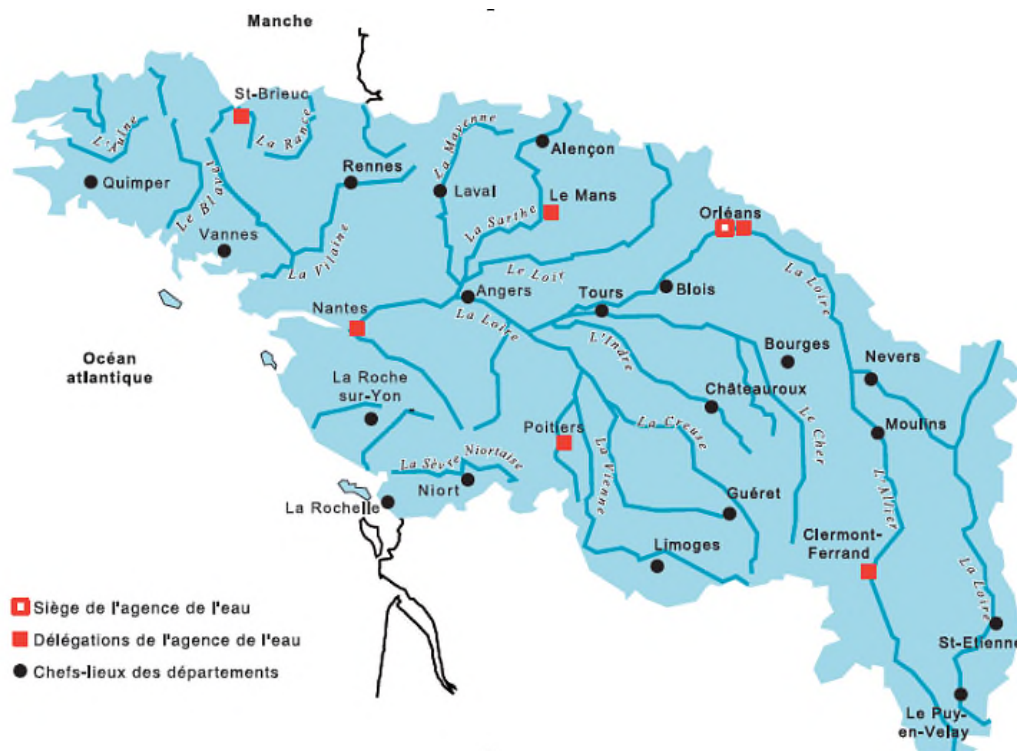 Manche
St-Brieuc
L'Aulne
La Rance
La Mayenne
Alençon
Rennes
Quimper
Laval
Le Mans
Le Blavet
La Sarthe
Orléans
Vannes
La Vilaine
Le Loir
La Loire
Angers
Tours
Blois
Nantes
La Loire
L'Indre
Bourges
Océan
atlantique
Nevers
La Roche
sur-Yon
Châteauroux
La Creuse
Le Cher
Moulins
Poitiers
La Sèvre Niortaise
La Vienne
Niort
Guéret
L'Allier
La Rochelle
Limoges
Clermont-
Ferrand
La Loire
Siège de l'agence de l'eau
Délégations de l'agence de l'eau
St-Etienne
Chefs-lieux des départements
Le Puy-
en-Velay